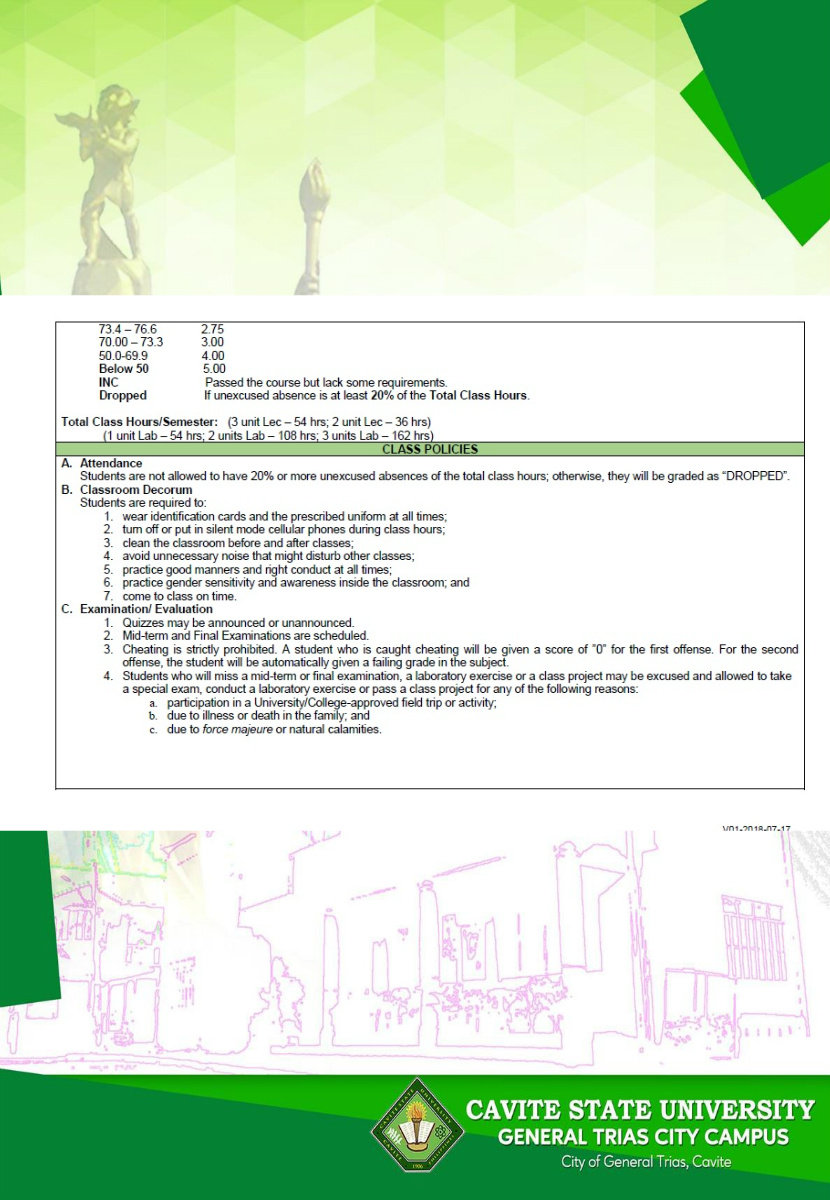 73.4 – 76.6 2.75
70.00 – 73.3 3.00
50.0-69.9 4.00
Below 50 5.00
INC Passed the course but lack some requirements.
Dropped If unexcused absence is at least 20% of the Total Class Hours.
Total Class Hours/Semester: (3 unit Lec – 54 hrs; 2 unit Lec – 36 hrs)
(1 unit Lab – 54 hrs; 2 units Lab – 108 hrs; 3 units Lab – 162 hrs)
CLASS POLICIES
A. Attendance
Students are not allowed to have 20% or more unexcused absences of the total class hours; otherwise, they will be graded as “DROPPED”.
B. Classroom Decorum
Students are required to:
1. wear identification cards and the prescribed uniform at all times;
2. turn off or put in silent mode cellular phones during class hours;
3. clean the classroom before and after classes;
4. avoid unnecessary noise that might disturb other classes;
5. practice good manners and right conduct at all times;
6. practice gender sensitivity and awareness inside the classroom; and
7. come to class on time.
C. Examination/ Evaluation
1. Quizzes may be announced or unannounced.
2. Mid-term and Final Examinations are scheduled.
3. Cheating is strictly prohibited. A student who is caught cheating will be given a score of ”0” for the first offense. For the second
offense, the student will be automatically given a failing grade in the subject.
4. Students who will miss a mid-term or final examination, a laboratory exercise or a class project may be excused and allowed to take
a special exam, conduct a laboratory exercise or pass a class project for any of the following reasons:
a. participation in a University/College-approved field trip or activity;
b. due to illness or death in the family; and
c. due to force majeure or natural calamities.
V01-2018-07-17
CAVITE STATE UNIVERSITY
GENERAL TRIAS CITY CAMPUS
City of General Trias, Cavite
CAVITE STATE UNIVERSITY
CAVITE PHILIPPINES
1906